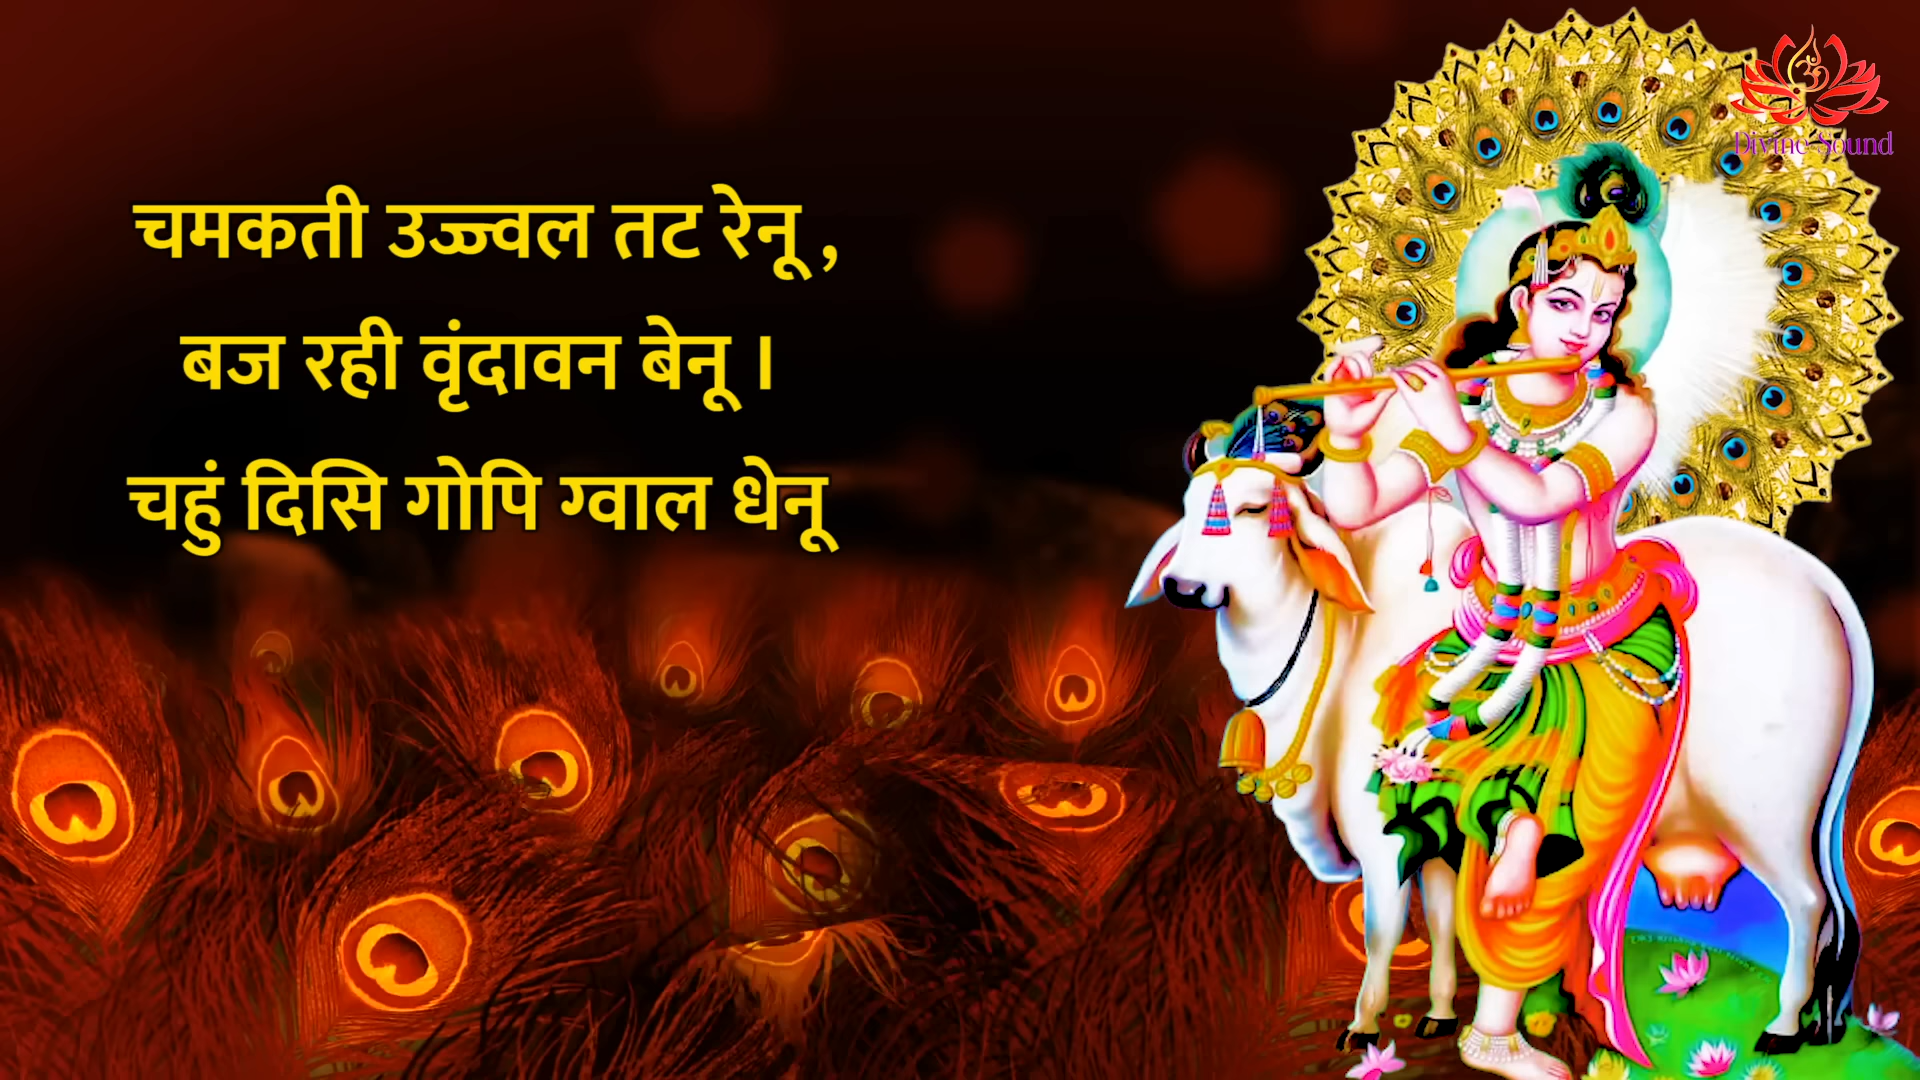 चमकती उज्ज्वल तट रेनू ,
बज रही वृंदावन बेनू ।
चहुं दिसि गोपि ग्वाल धेनू
Divine Sound